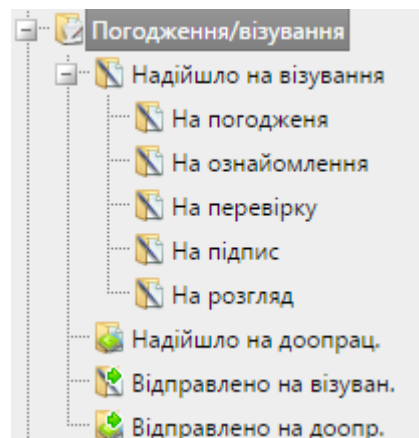 Погодження/візування
Надійшло на візування
На погодженя
На ознайомлення
На перевірку
На підпис
На розгляд
Надійшло на доопрац.
Відправлено на візуван.
Відправлено на доопр.